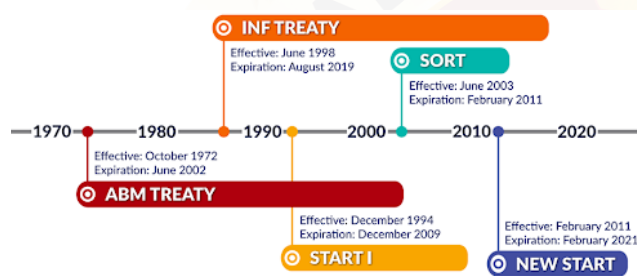 INF TREATY
Effective: June 1998
Expiration: August 2019
SORT
Effective: June 2003
Expiration: February 2011
1970 1980 1990 2000 2010 2020
Effective: October 1972
Expiration: June 2002
ABM TREATY
Effective: December 1994
Expiration: December 2009
START I
Effective: February 2011
Expiration: February 2021
NEW START